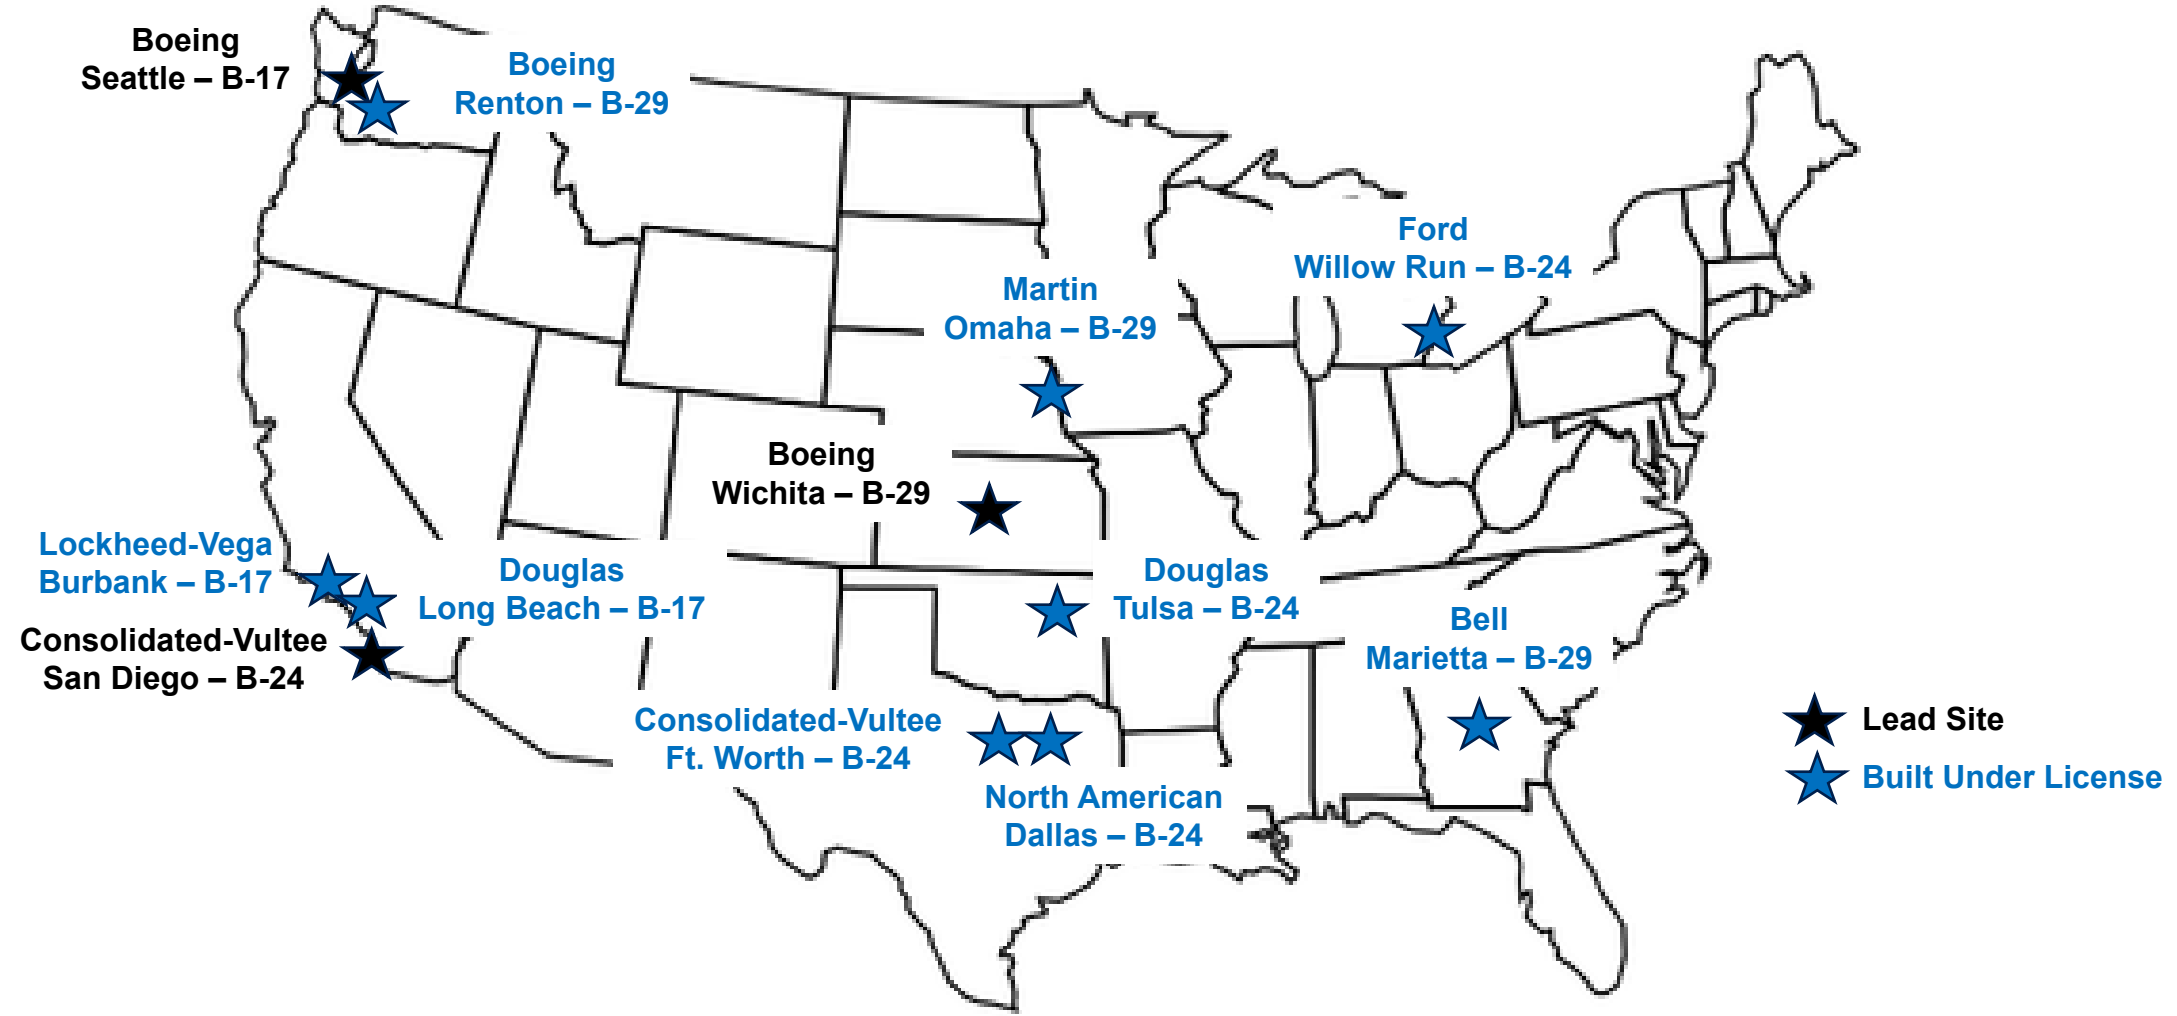 Boeing
Seattle – B-17
Boeing
Renton – B-29
Ford
Willow Run – B-24
Martin
Omaha – B-29
Boeing
Wichita – B-29
Lockheed-Vega
Burbank – B-17
Douglas
Long Beach – B-17
Douglas
Tulsa – B-24
Consolidated-Vultee
San Diego – B-24
Bell
Marietta – B-29
Consolidated-Vultee
Ft. Worth – B-24
North American
Dallas – B-24
Lead Site
Built Under License